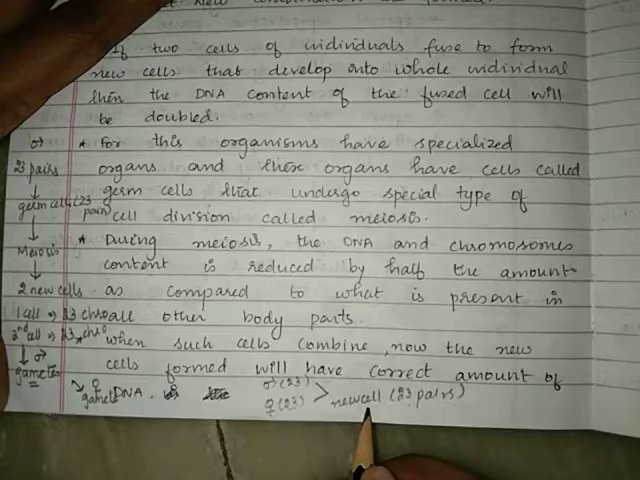 If two cells of individuals fuse to form
new cells that develop into whole individual
then the DNA content of the fused cell will
be doubled.
* For this organisms have specialized
organs and these organs have cells called
germ cells that undergo special type of
cell division called meiosis.
* During meiosis, the DNA and chromosomes
content is reduced by half the amount
as compared to what is present in
all other body parts.
* when such cells combine, now the new
cells formed will have correct amount of
DNA.
♂
23 pairs
↓
germ cells (23 pair)
↓
Meiosis
↓
2 new cells
1 cell → 23 chro
2nd cell → 23 chro
↓ ♂
gametes
↘ ♀
gamete
♂ (23)
♀ (23) > new cell (23 pairs)